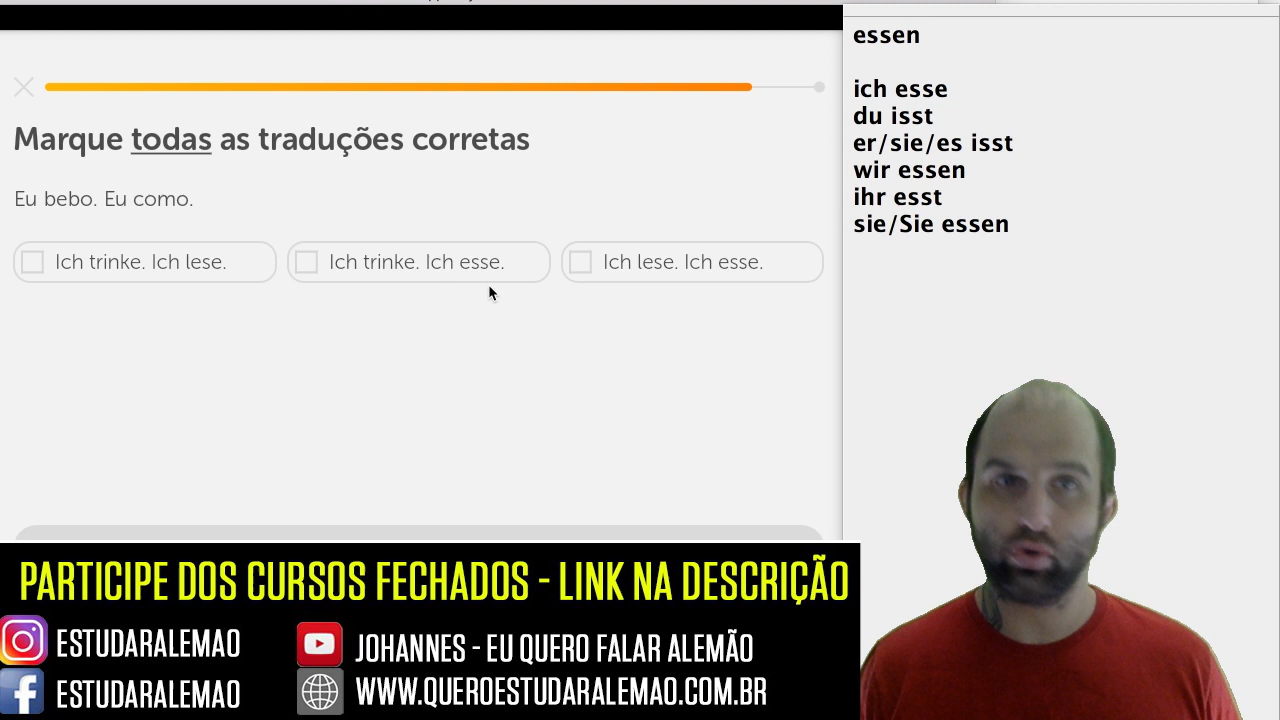 Marque todas as traduções corretas
Eu bebo. Eu como.
Ich trinke. Ich lese.
Ich trinke. Ich esse.
Ich lese. Ich esse.
essen
ich esse
du isst
er/sie/es isst
wir essen
ihr esst
sie/Sie essen
PARTICIPE DOS CURSOS FECHADOS - LINK NA DESCRIÇÃO
ESTUDARALEMAO
JOHANNES - EU QUERO FALAR ALEMÃO
ESTUDARALEMAO
WWW.QUEROESTUDARALEMAO.COM.BR